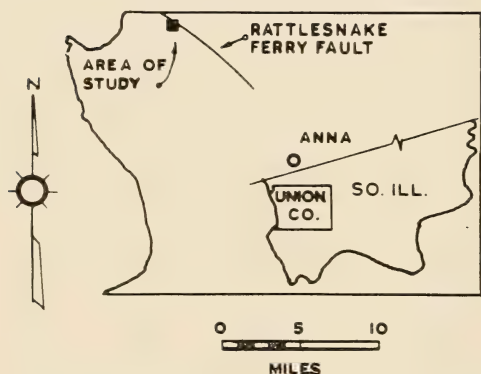 RATTLESNAKE
FERRY FAULT
AREA OF
STUDY
N
ANNA
UNION
CO.
SO. ILL.
0 5 10
MILES